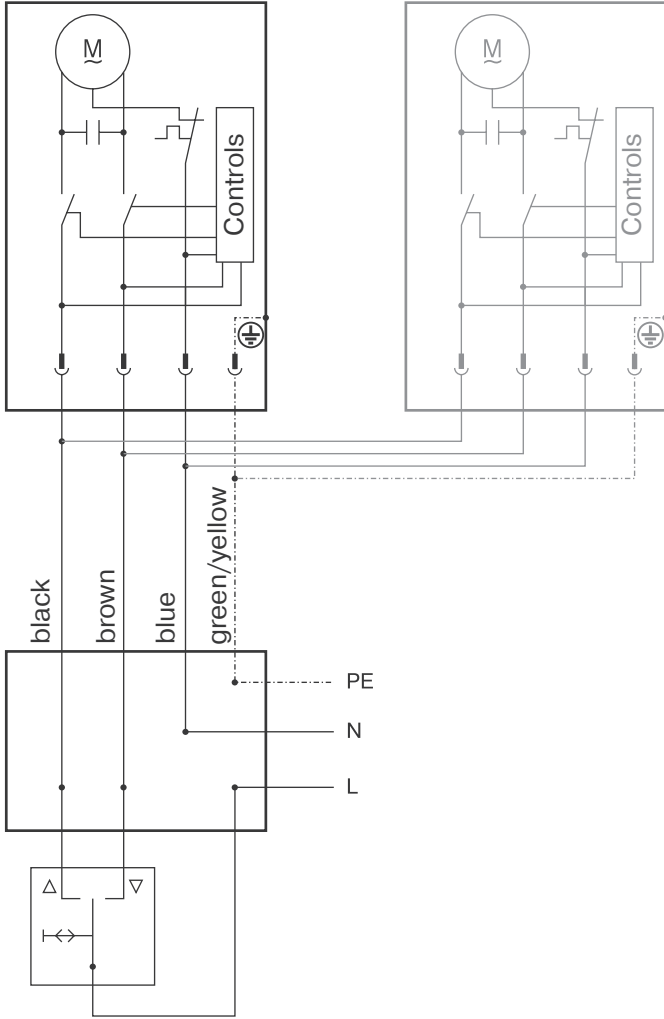 M
~
M
~
Controls
Controls
black
brown
blue
green/yellow
PE
N
L